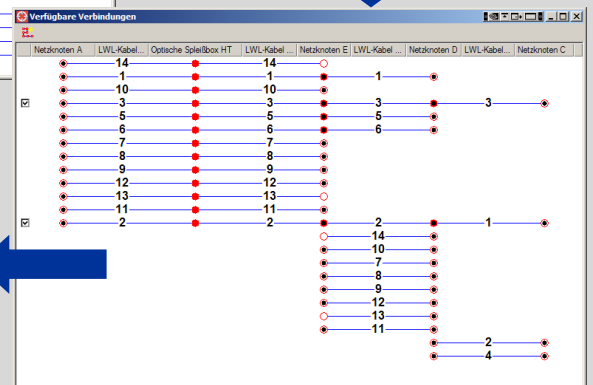 Verfügbare Verbindungen
Netzknoten A LWL-Kabel... Optische Spleißbox HT LWL-Kabel ... Netzknoten E LWL-Kabel ... Netzknoten D LWL-Kabel... Netzknoten C
14 14
1 1 1
10 10
3 3 3 3
5 5 5
6 6 6
7 7
8 8
9 9
12 12
13 13
11 11
2 2 2 1
14
10
7
8
9
12
13
11
2
4